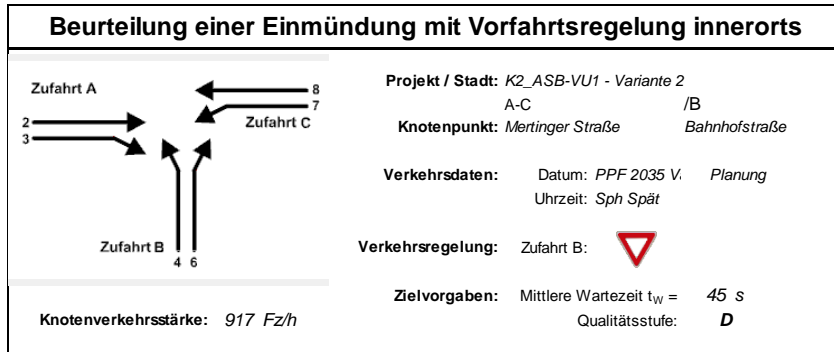 Beurteilung einer Einmündung mit Vorfahrtsregelung innerorts
Zufahrt A
8
7
Zufahrt C
2
3
Zufahrt B
4 6
Knotenverkehrsstärke: 917 Fz/h
Projekt / Stadt: K2_ASB-VU1 - Variante 2
A-C /B
Knotenpunkt: Mertinger Straße Bahnhofstraße
Verkehrsdaten: Datum: PPF 2035 Planung
Uhrzeit: Sph Spät
Verkehrsregelung: Zufahrt B:
Zielvorgaben: Mittlere Wartezeit tW = 45 s
Qualitätsstufe: D